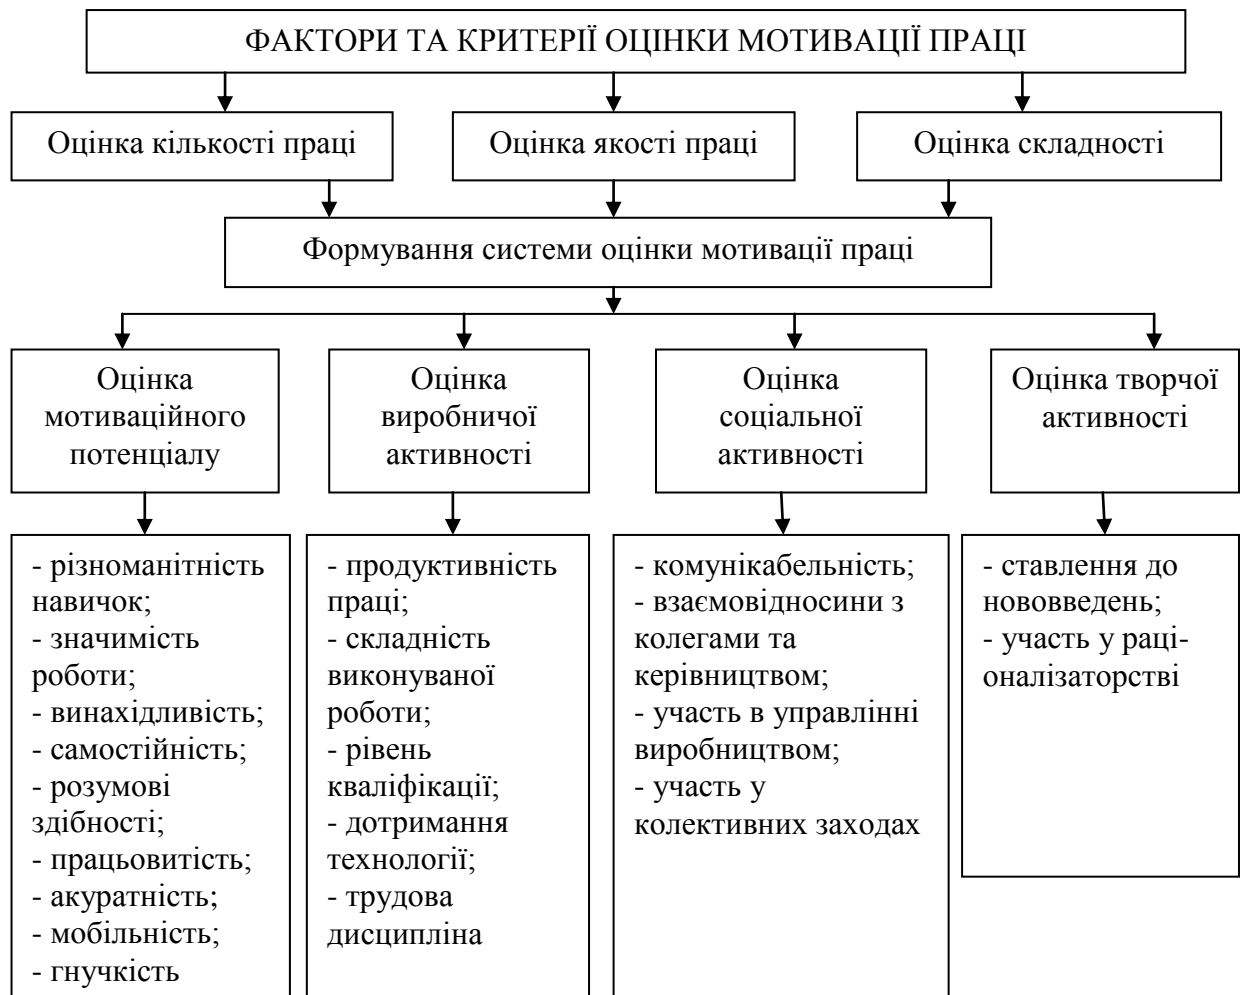 ФАКТОРИ ТА КРИТЕРІЇ ОЦІНКИ МОТИВАЦІЇ ПРАЦІ
Оцінка кількості праці
Оцінка якості праці
Оцінка складності
Формування системи оцінки мотивації праці
Оцінка
мотиваційного
потенціалу
Оцінка
виробничої
активності
Оцінка
соціальної
активності
Оцінка творчої
активності
- різноманітність
навичок;
- значимість
роботи;
- винахідливість;
- самостійність;
- розумові
здібності;
- працьовитість;
- акуратність;
- мобільність;
- гнучкість
- продуктивність
праці;
- складність
виконуваної
роботи;
- рівень
кваліфікації;
- дотримання
технології;
- трудова
дисципліна
- комунікабельність;
- взаємовідносини з
колегами та
керівництвом;
- участь в управлінні
виробництвом;
- участь у
колективних заходах
- ставлення до
нововведень;
- участь у раці-
оналізаторстві